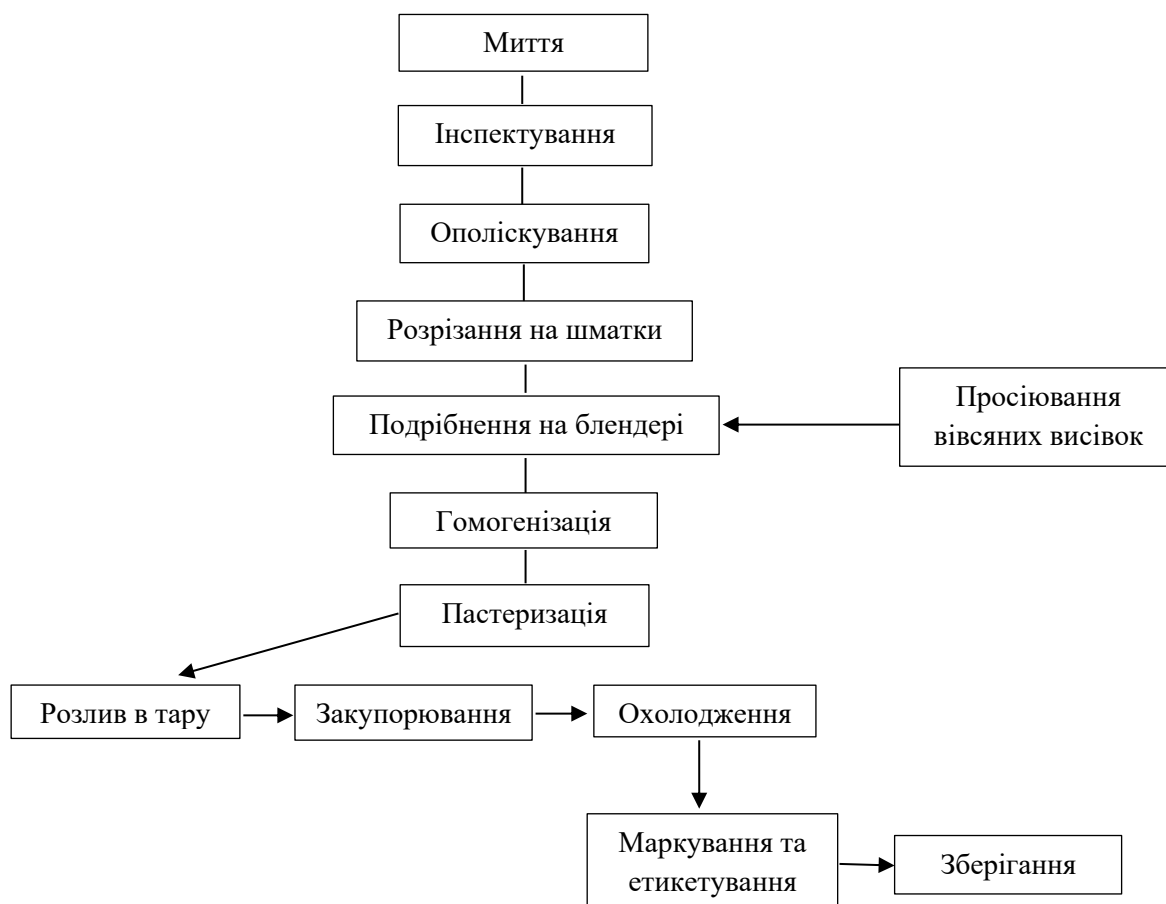 Миття
Інспектування
Ополіскування
Розрізання на шматки
Подрібнення на блендері
Просіювання
вівсяних висівок
Гомогенізація
Пастеризація
Розлив в тару
Закупорювання
Охолодження
Маркування та
етикетування
Зберігання